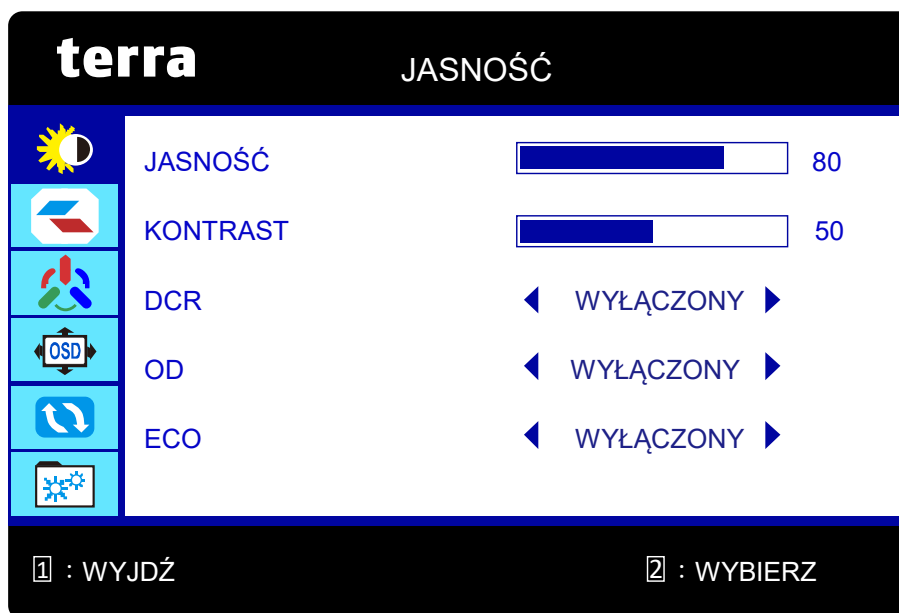 terra
JASNOŚĆ
JASNOŚĆ 80
KONTRAST 50
DCR WYŁĄCZONY
OD WYŁĄCZONY
OSD
ECO WYŁĄCZONY
1 : WYJDŹ 2 : WYBIERZ